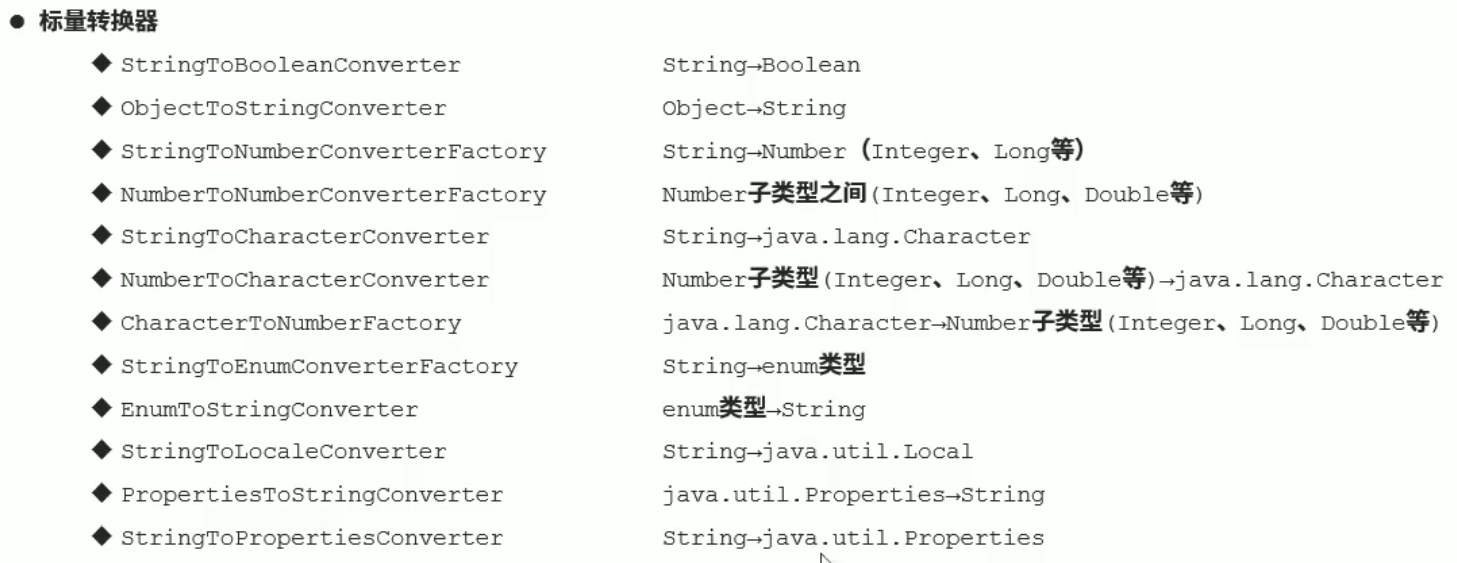 ● 标量转换器
◆ StringToBooleanConverter String→Boolean
◆ ObjectToStringConverter Object→String
◆ StringToNumberConverterFactory String→Number（Integer、Long等）
◆ NumberToNumberConverterFactory Number子类型之间(Integer、Long、Double等)
◆ StringToCharacterConverter String→java.lang.Character
◆ NumberToCharacterConverter Number子类型(Integer、Long、Double等)→java.lang.Character
◆ CharacterToNumberFactory java.lang.Character→Number子类型(Integer、Long、Double等)
◆ StringToEnumConverterFactory String→enum类型
◆ EnumToStringConverter enum类型→String
◆ StringToLocaleConverter String→java.util.Local
◆ PropertiesToStringConverter java.util.Properties→String
◆ StringToPropertiesConverter String→java.util.Properties